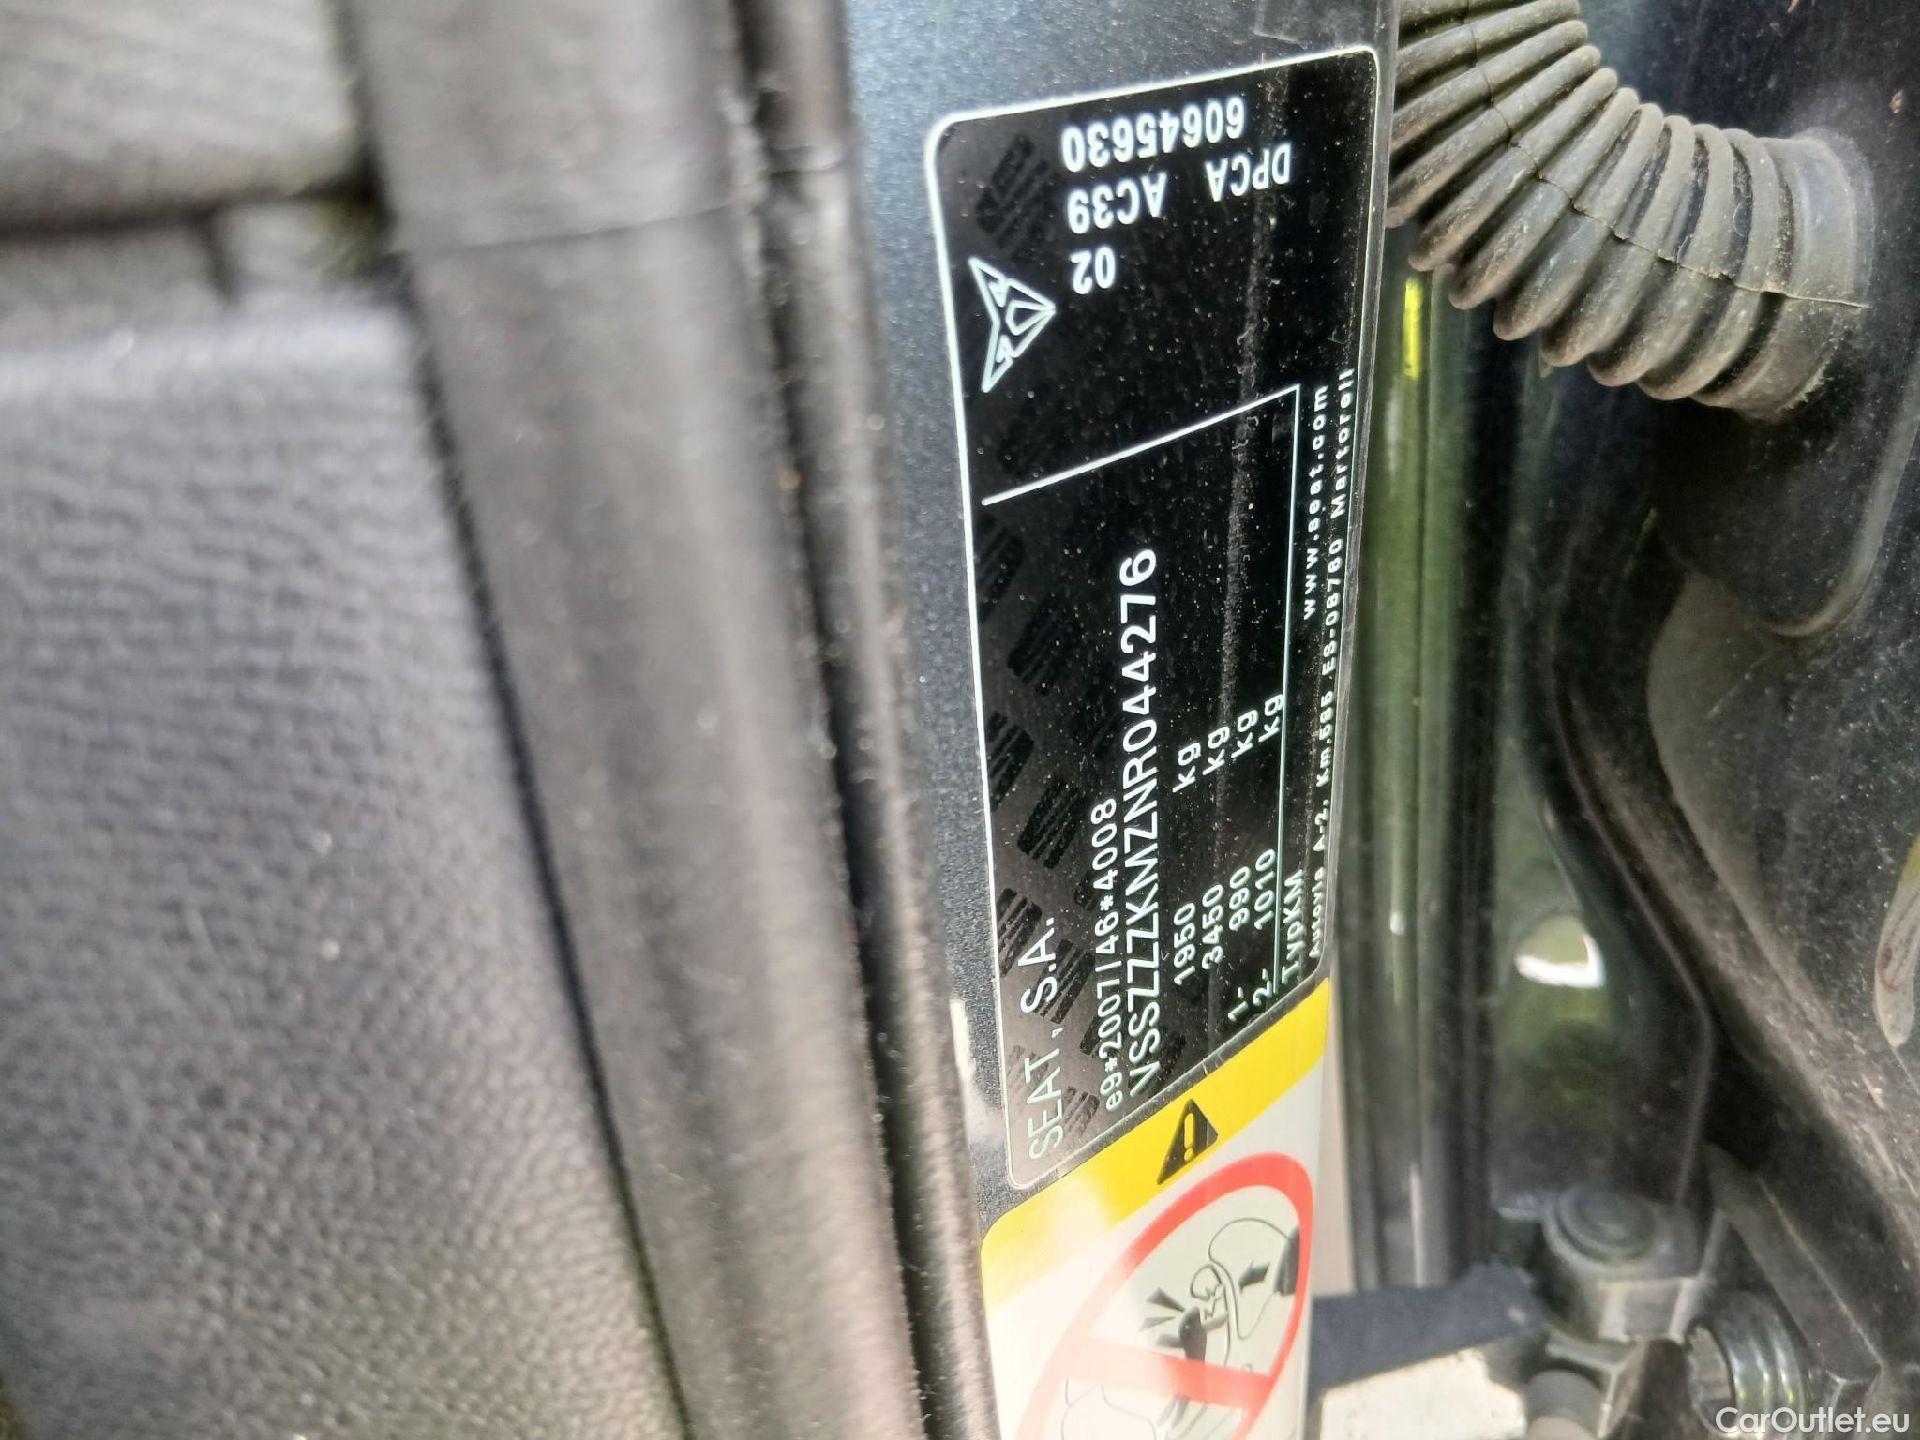 SEAT, S.A.
e9*2007/46*4008
VSSZZZKMZNR044276
1950 kg
3450 kg
1- 990 kg
2- 1010 kg
TypKM
www.seat.com
Autovia A-2, Km.585 ES-08760 Martorell
02
AC39
60645630
DPCA
CarOutlet.eu